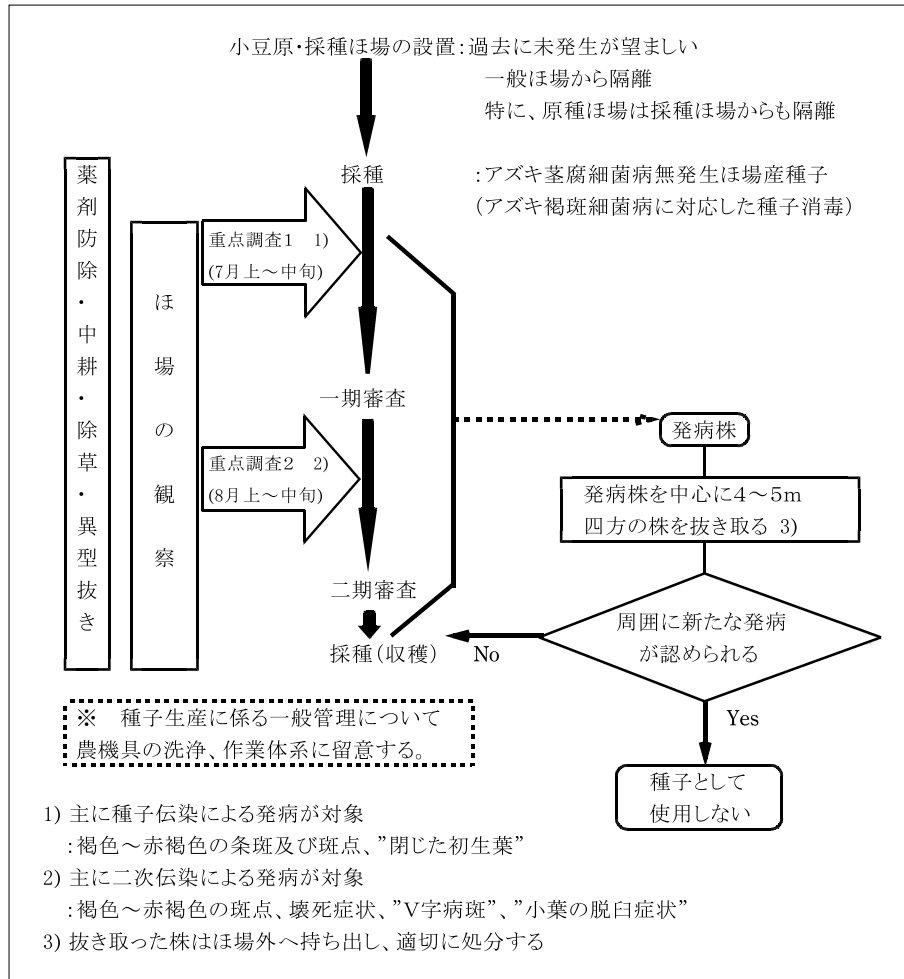 小豆原・採種ほ場の設置：過去に未発生が望ましい
一般ほ場から隔離
特に、原種ほ場は採種ほ場からも隔離
採種
：アズキ茎腐細菌病無発生ほ場産種子
（アズキ褐斑細菌病に対応した種子消毒）
薬剤防除・中耕・除草・異型抜き
ほ場の観察
重点調査１　1)
(7月上～中旬)
一期審査
重点調査２　2)
(8月上～中旬)
二期審査
採種（収穫）
発病株
発病株を中心に４～５ｍ
四方の株を抜き取る 3)
周囲に新たな発病
が認められる
No
Yes
種子として
使用しない
※　種子生産に係る一般管理について
農機具の洗浄、作業体系に留意する。
1) 主に種子伝染による発病が対象
：褐色～赤褐色の条斑及び斑点、”閉じた初生葉”
2) 主に二次伝染による発病が対象
：褐色～赤褐色の斑点、壊死症状、”Ｖ字病斑”、”小葉の脱臼症状”
3) 抜き取った株はほ場外へ持ち出し、適切に処分する